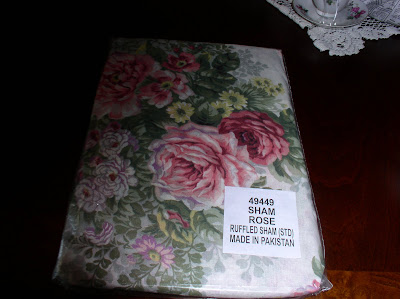 49449
SHAM
ROSE
RUFFLED SHAM (STD)
MADE IN PAKISTAN